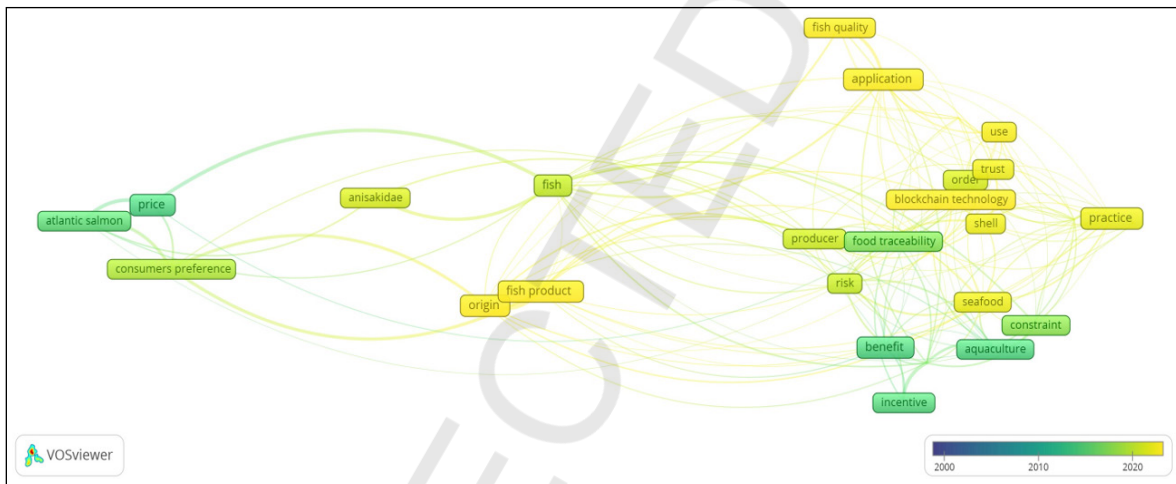 fish quality
application
use
trust
order
blockchain technology
shell
practice
producer
food traceability
fish
anisakidae
price
atlantic salmon
consumers preference
fish product
origin
risk
seafood
constraint
benefit
aquaculture
incentive
VOSviewer
2000 2010 2020
CTED